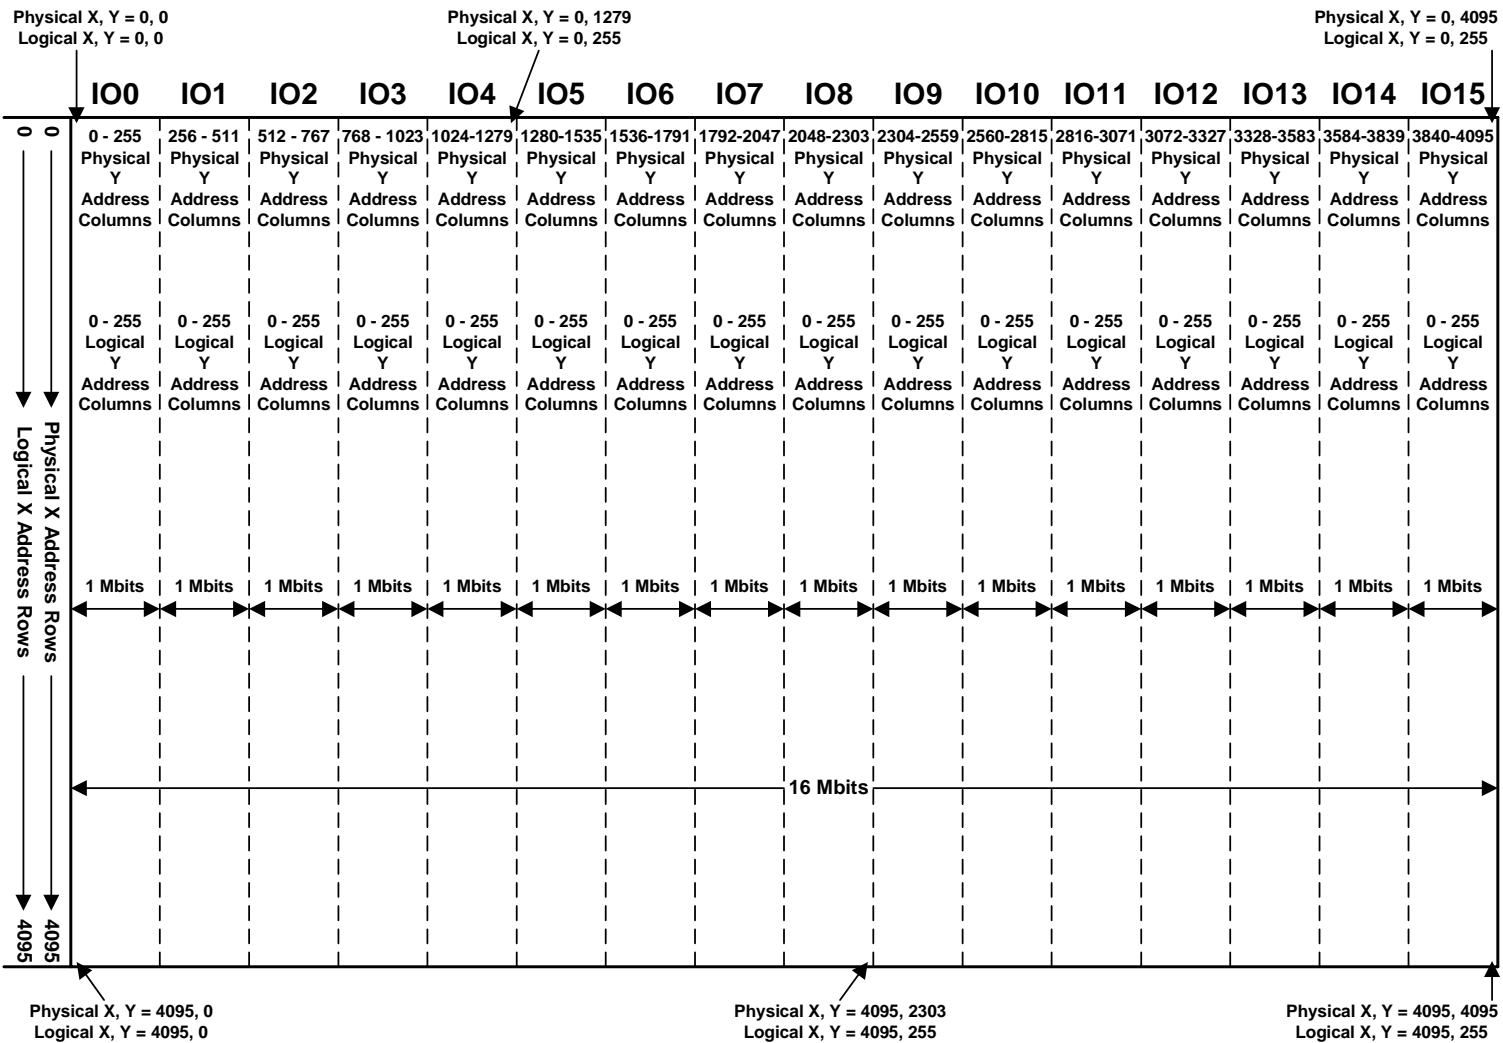 Physical X, Y = 0, 0
Logical X, Y = 0, 0
Physical X, Y = 0, 1279
Logical X, Y = 0, 255
Physical X, Y = 0, 4095
Logical X, Y = 0, 255
IO0 IO1 IO2 IO3 IO4 IO5 IO6 IO7 IO8 IO9 IO10 IO11 IO12 IO13 IO14 IO15
0 0
0 - 255 256 - 511 512 - 767 768 - 1023 1024-1279 1280-1535 1536-1791 1792-2047 2048-2303 2304-2559 2560-2815 2816-3071 3072-3327 3328-3583 3584-3839 3840-4095
Physical Physical Physical Physical Physical Physical Physical Physical Physical Physical Physical Physical Physical Physical Physical Physical
Y Y Y Y Y Y Y Y Y Y Y Y Y Y Y Y
Address Address Address Address Address Address Address Address Address Address Address Address Address Address Address Address
Columns Columns Columns Columns Columns Columns Columns Columns Columns Columns Columns Columns Columns Columns Columns Columns
0 - 255 0 - 255 0 - 255 0 - 255 0 - 255 0 - 255 0 - 255 0 - 255 0 - 255 0 - 255 0 - 255 0 - 255 0 - 255 0 - 255 0 - 255 0 - 255
Logical Logical Logical Logical Logical Logical Logical Logical Logical Logical Logical Logical Logical Logical Logical Logical
Y Y Y Y Y Y Y Y Y Y Y Y Y Y Y Y
Address Address Address Address Address Address Address Address Address Address Address Address Address Address Address Address
Columns Columns Columns Columns Columns Columns Columns Columns Columns Columns Columns Columns Columns Columns Columns Columns
Logical X Address Rows
Physical X Address Rows
1 Mbits 1 Mbits 1 Mbits 1 Mbits 1 Mbits 1 Mbits 1 Mbits 1 Mbits 1 Mbits 1 Mbits 1 Mbits 1 Mbits 1 Mbits 1 Mbits 1 Mbits 1 Mbits
16 Mbits
4095 4095
Physical X, Y = 4095, 0
Logical X, Y = 4095, 0
Physical X, Y = 4095, 2303
Logical X, Y = 4095, 255
Physical X, Y = 4095, 4095
Logical X, Y = 4095, 255